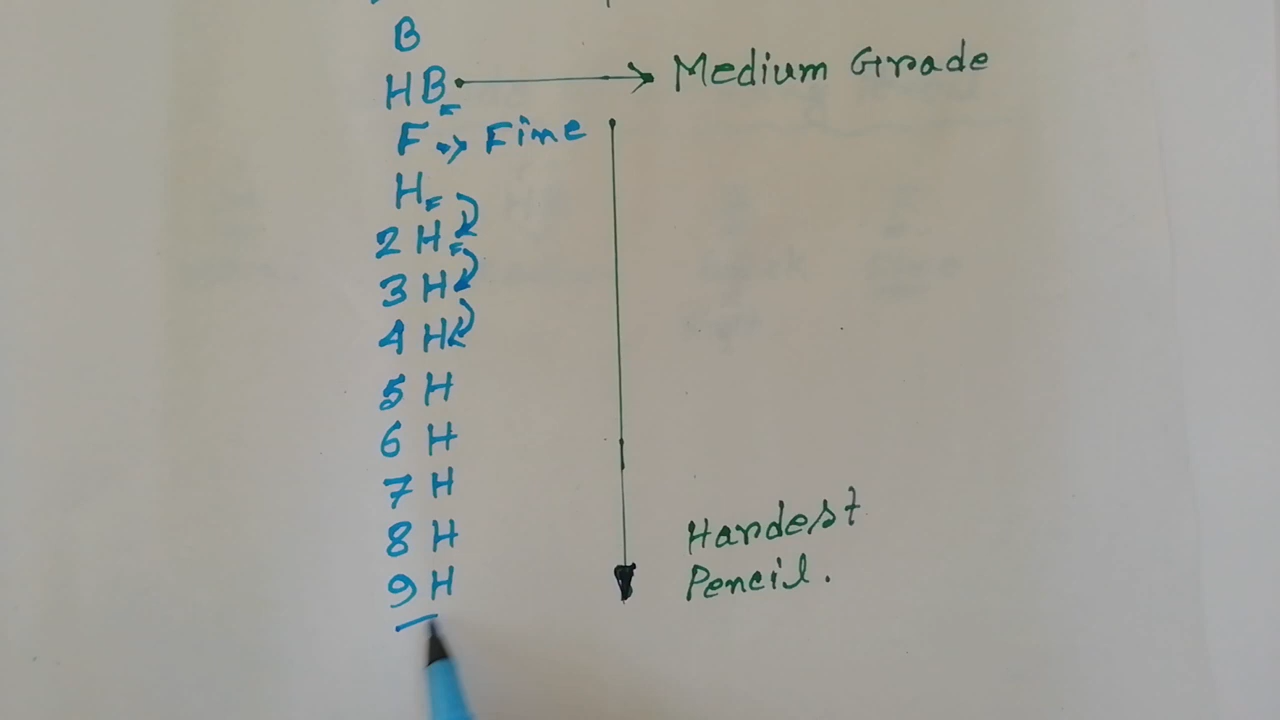 B
HB → Medium Grade
F → Fine
H
2 H
3 H
4 H
5 H
6 H
7 H
8 H
9 H
Hardest
Pencil.